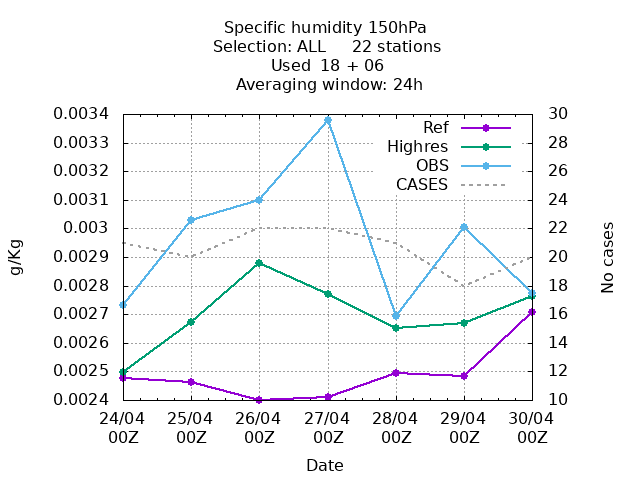 Specific humidity 150hPa
Selection: ALL 22 stations
Used 18 + 06
Averaging window: 24h
Ref
Highres
OBS
CASES
g/Kg
0.0034
0.0033
0.0032
0.0031
0.003
0.0029
0.0028
0.0027
0.0026
0.0025
0.0024
30
28
26
24
22
20
18
16
14
12
10
No cases
24/04 25/04 26/04 27/04 28/04 29/04 30/04
00Z 00Z 00Z 00Z 00Z 00Z 00Z
Date